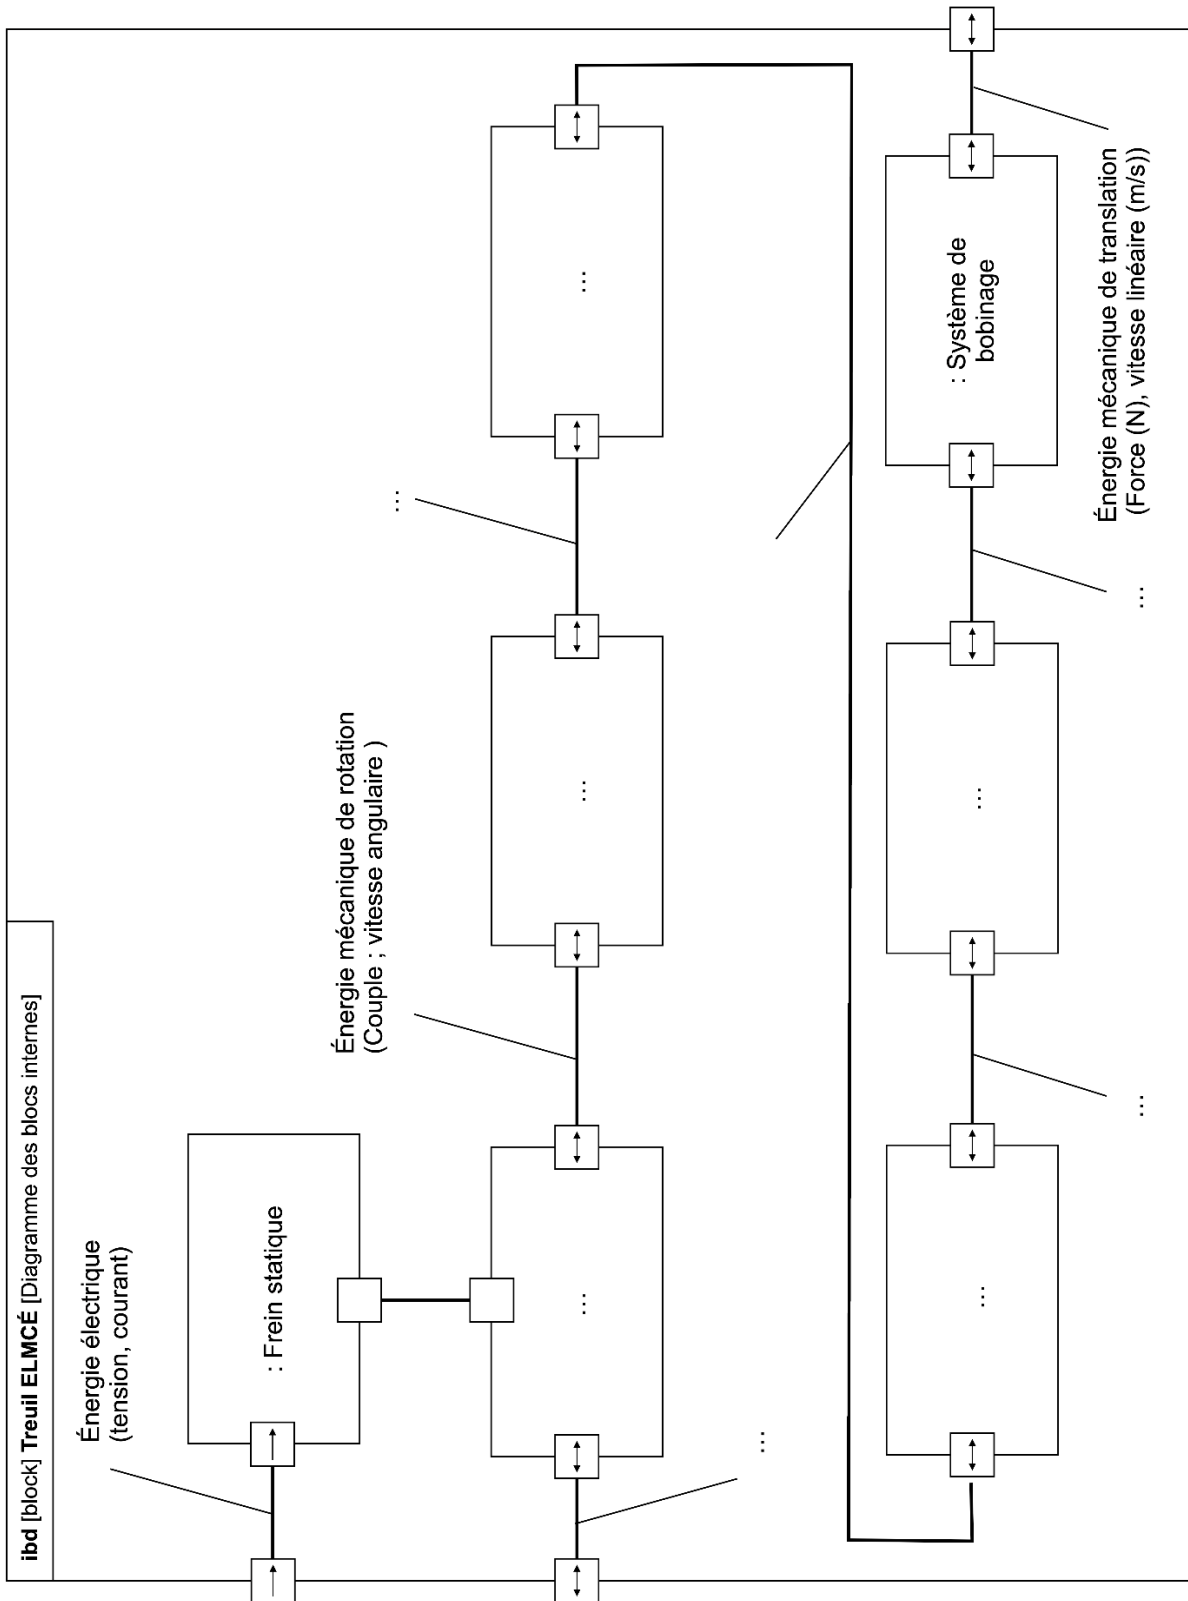 ibd [block] Treuil ELMCÉ [Diagramme des blocs internes]
Énergie électrique
(tension, courant)
: Frein statique
Énergie mécanique de rotation
(Couple ; vitesse angulaire )
...
...
...
...
...
...
...
: Système de
bobinage
...
...
Énergie mécanique de translation
(Force (N), vitesse linéaire (m/s))